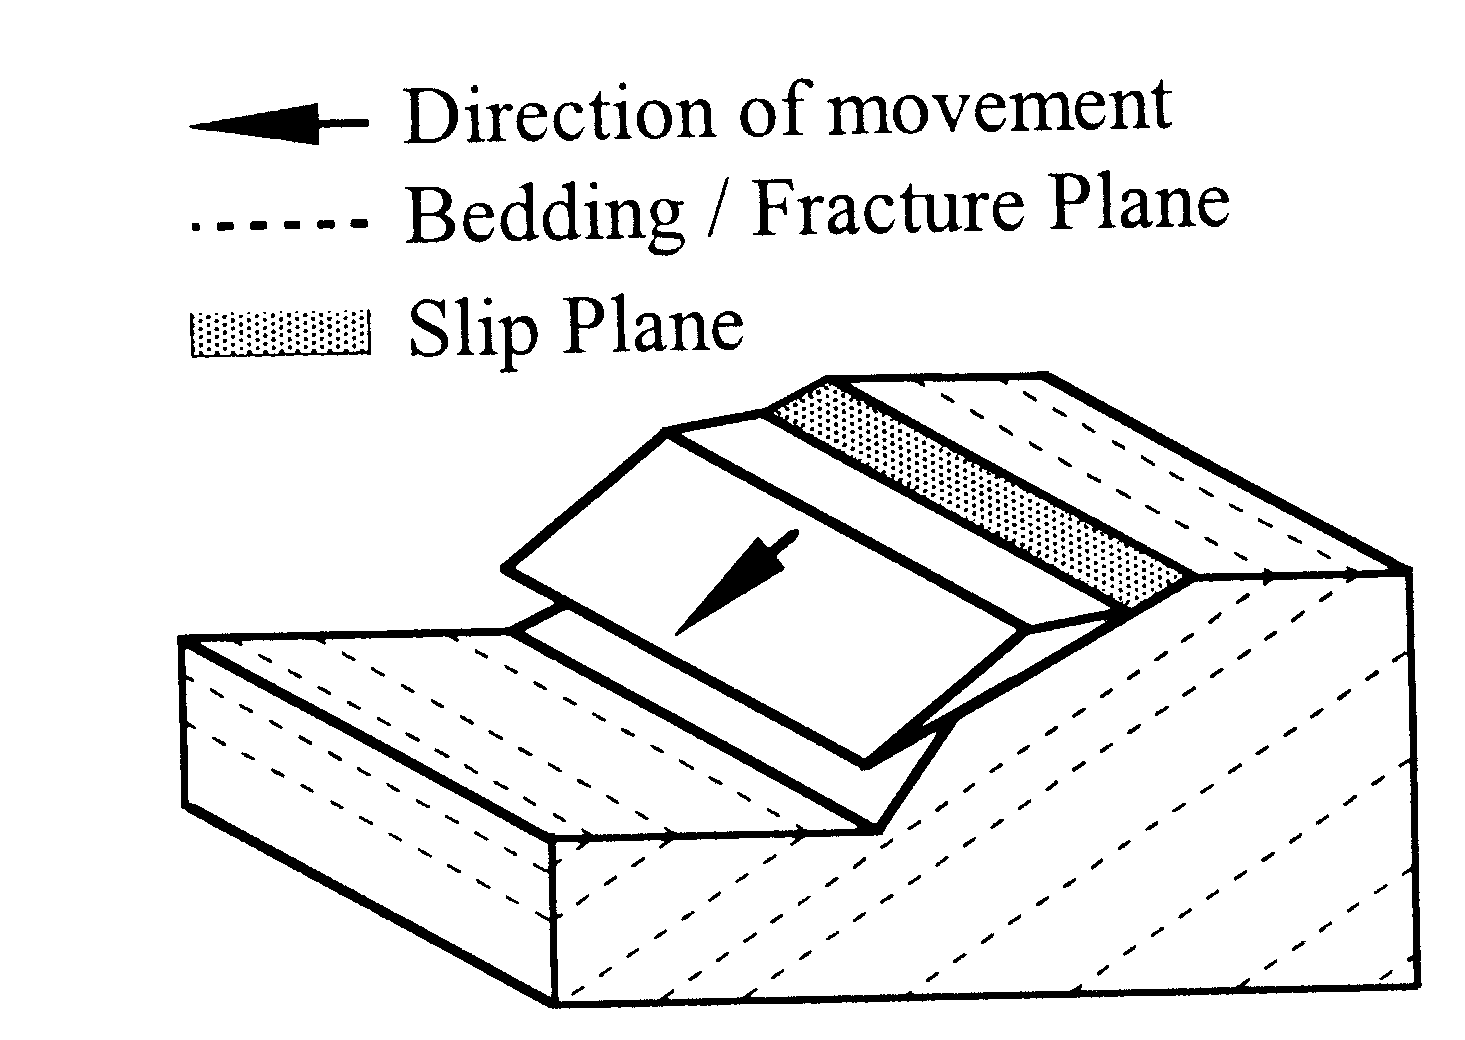 Direction of movement
Bedding / Fracture Plane
Slip Plane